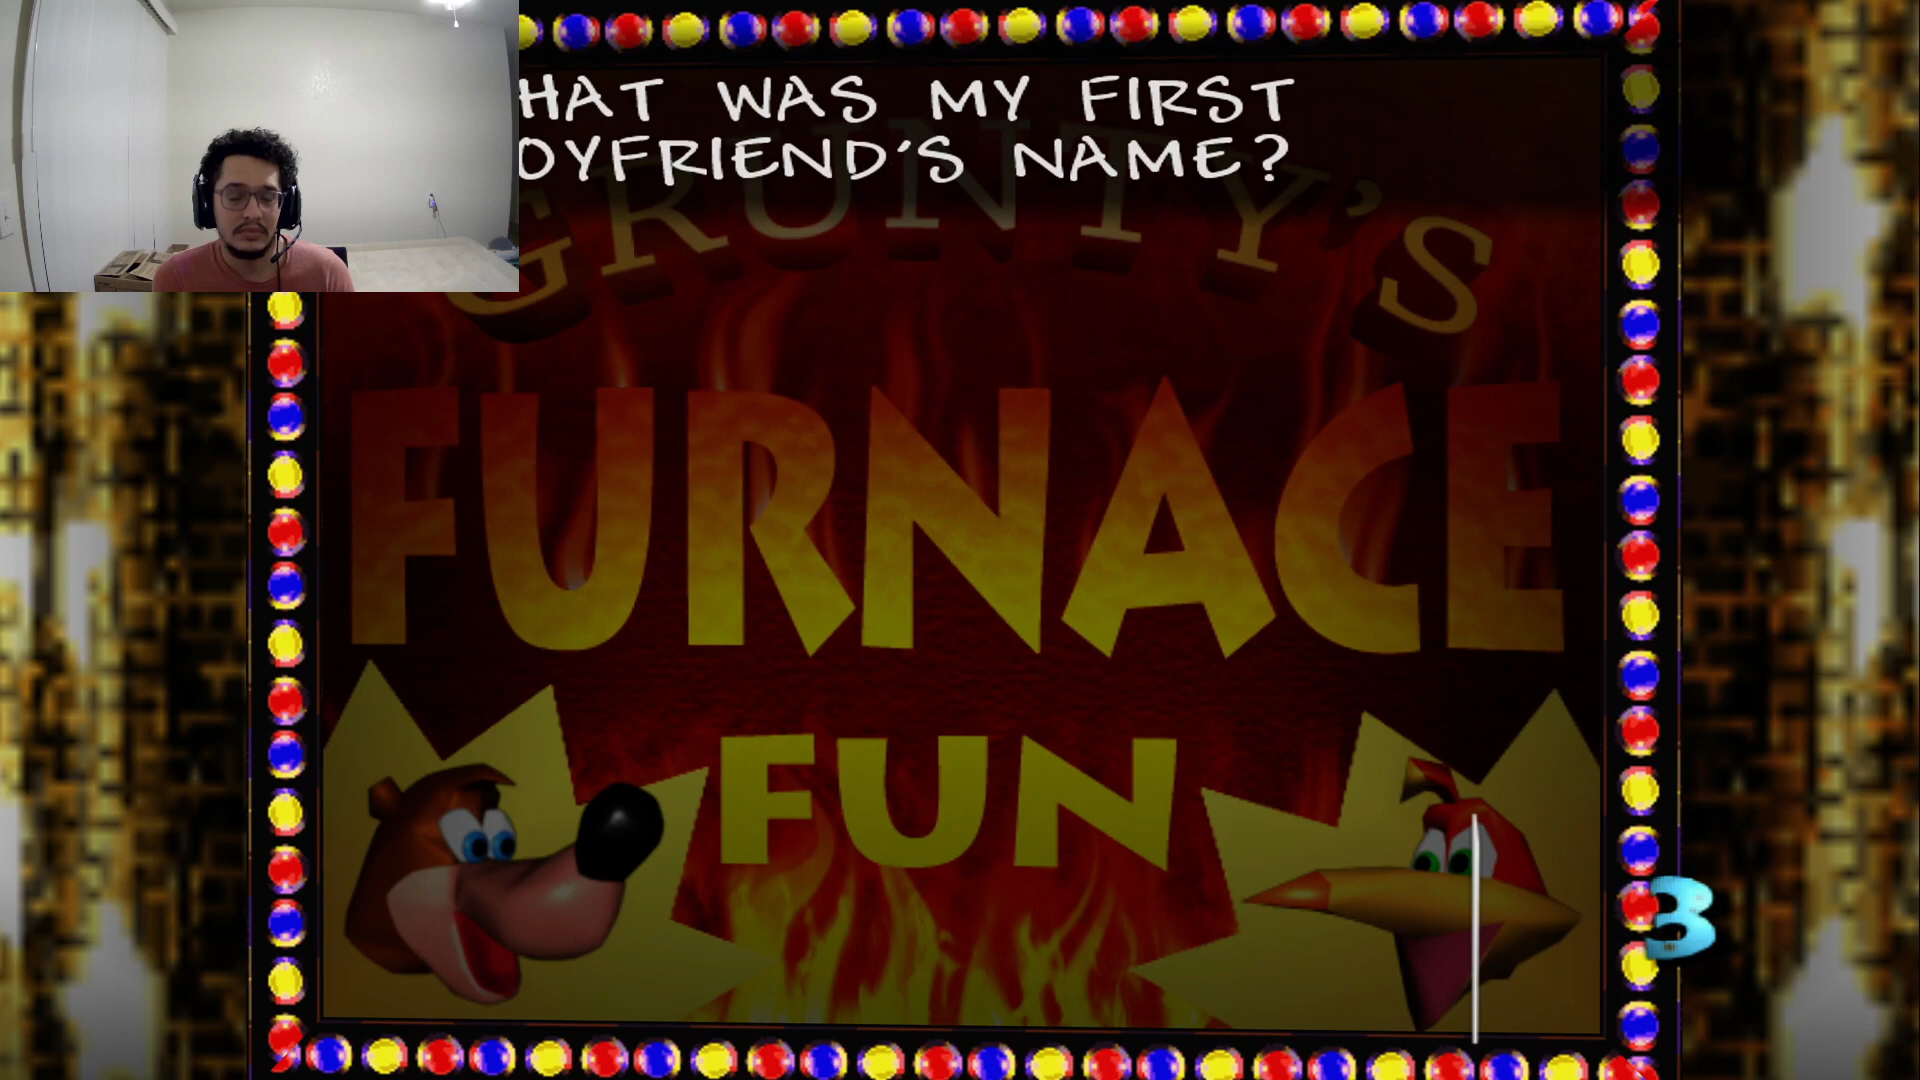 HAT WAS MY FIRST
OYFRIEND'S NAME?
GRUNTY'S
FURNACE
FUN
3